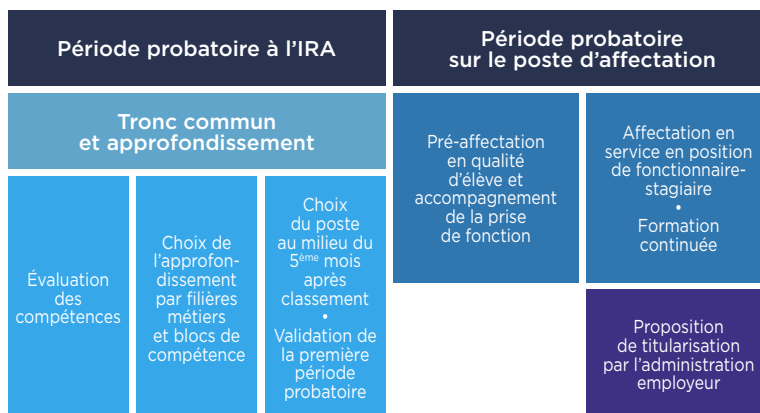 Période probatoire à l’IRA
Période probatoire
sur le poste d’affectation
Tronc commun
et approfondissement
Évaluation
des
compétences
Choix de
l’approfon-
dissement
par filières
métiers
et blocs de
compétence
Choix
du poste
au milieu du
5ème mois
après
classement
•
Validation de
la première
période
probatoire
Pré-affectation
en qualité
d’élève et
accompagnement
de la prise
de fonction
Affectation en
service en position
de fonctionnaire-
stagiaire
•
Formation
continuée
Proposition
de titularisation
par l’administration
employeur